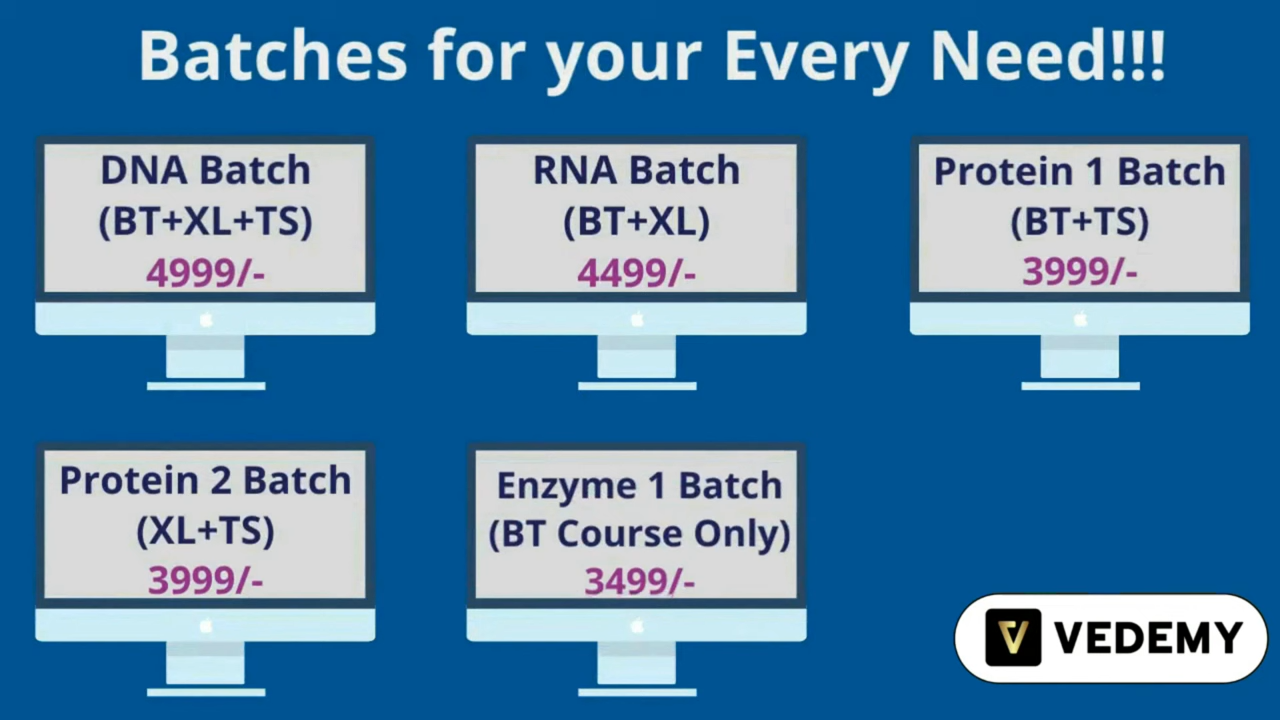 Batches for your Every Need!!!
DNA Batch
(BT+XL+TS)
4999/-
RNA Batch
(BT+XL)
4499/-
Protein 1 Batch
(BT+TS)
3999/-
Protein 2 Batch
(XL+TS)
3999/-
Enzyme 1 Batch
(BT Course Only)
3499/-
VEDEMY